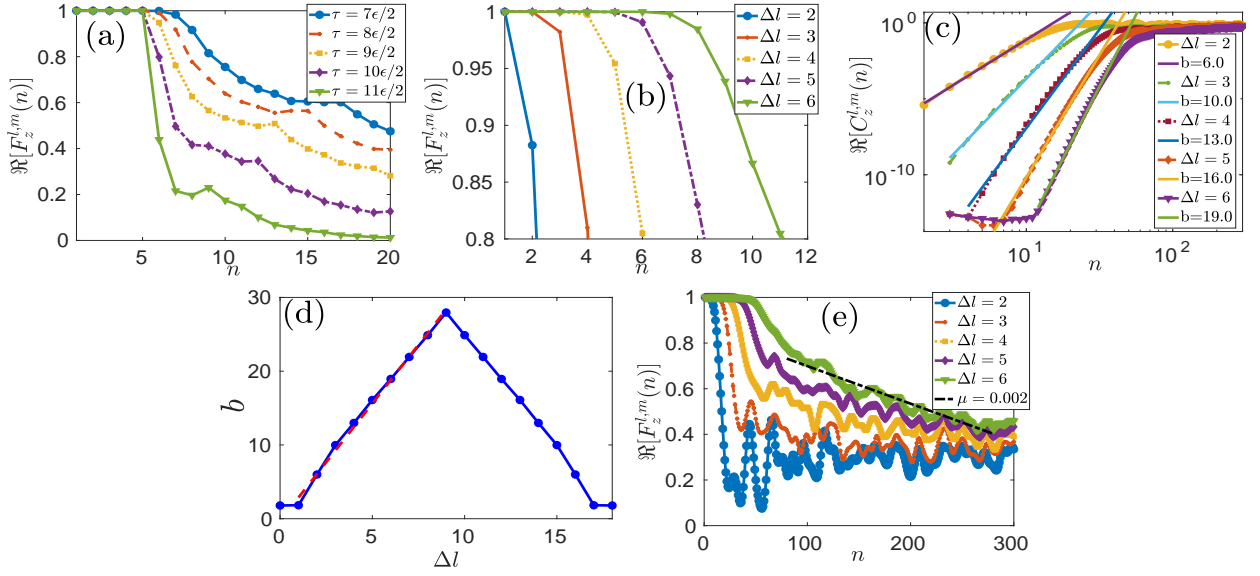 (a)
ℜ[F_z^{l,m}(n)]
1
0.8
0.6
0.4
0.2
0
5
10
15
20
n
τ = 7ϵ/2
τ = 8ϵ/2
τ = 9ϵ/2
τ = 10ϵ/2
τ = 11ϵ/2
(b)
ℜ[F_z^{l,m}(n)]
1
0.95
0.9
0.85
0.8
2
4
6
8
10
12
n
Δl = 2
Δl = 3
Δl = 4
Δl = 5
Δl = 6
(c)
ℜ[C_z^{l,m}(n)]
10^0
10^{-10}
10^1
10^2
n
Δl = 2
b=6.0
Δl = 3
b=10.0
Δl = 4
b=13.0
Δl = 5
b=16.0
Δl = 6
b=19.0
(d)
b
30
20
10
0
0
5
10
15
Δl
(e)
ℜ[F_z^{l,m}(n)]
1
0.8
0.6
0.4
0.2
0
0
100
200
300
n
Δl = 2
Δl = 3
Δl = 4
Δl = 5
Δl = 6
μ = 0.002